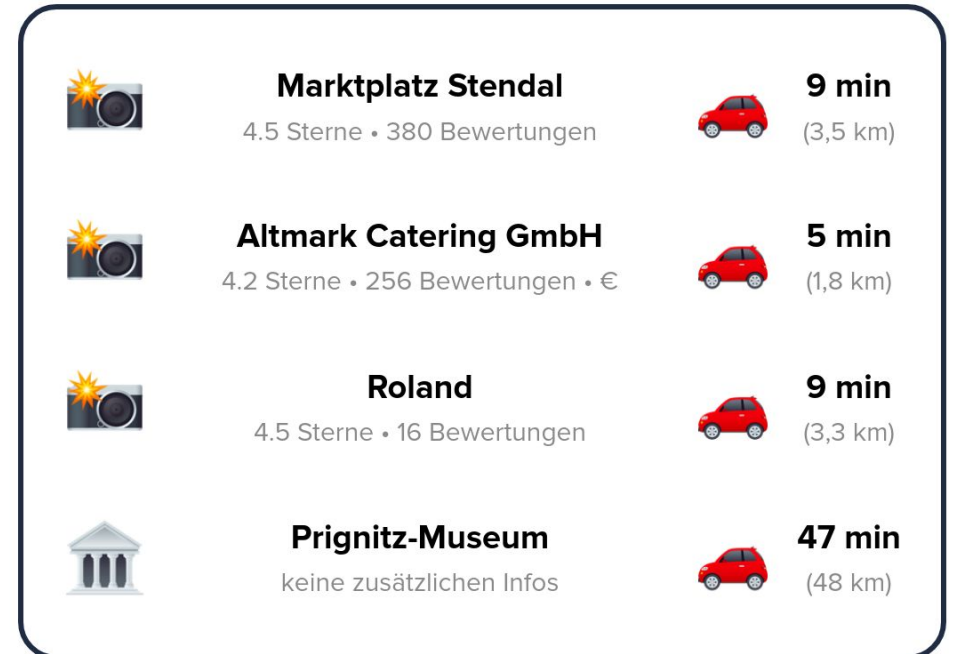 Marktplatz Stendal
9 min
4.5 Sterne • 380 Bewertungen
(3,5 km)
Altmark Catering GmbH
5 min
4.2 Sterne • 256 Bewertungen • €
(1,8 km)
Roland
9 min
4.5 Sterne • 16 Bewertungen
(3,3 km)
Prignitz-Museum
47 min
keine zusätzlichen Infos
(48 km)